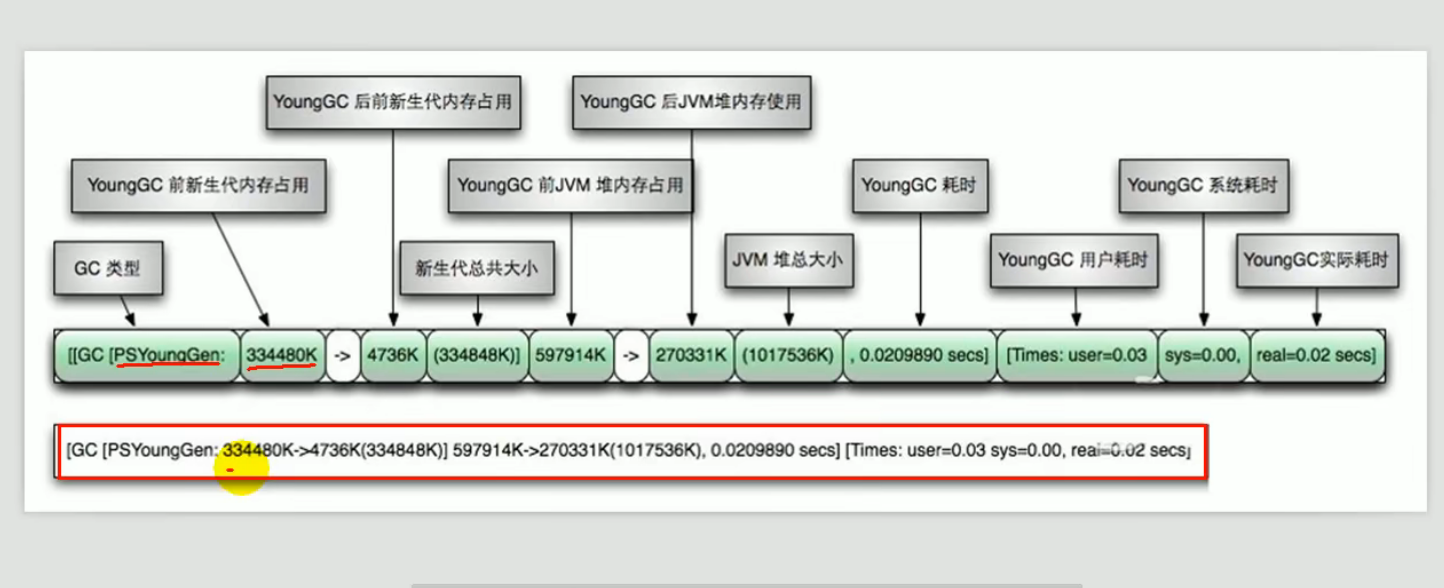 YoungGC 后前新生代内存占用
YoungGC 后JVM堆内存使用
YoungGC 前新生代内存占用
YoungGC 前JVM 堆内存占用
YoungGC 耗时
YoungGC 系统耗时
GC 类型
新生代总共大小
JVM 堆总大小
YoungGC 用户耗时
YoungGC实际耗时
[[GC [PSYoungGen: 334480K -> 4736K (334848K)] 597914K -> 270331K (1017536K) , 0.0209890 secs] [Times: user=0.03 sys=0.00, real=0.02 secs]
[GC [PSYoungGen: 334480K->4736K(334848K)] 597914K->270331K(1017536K), 0.0209890 secs] [Times: user=0.03 sys=0.00, real=0.02 secs]